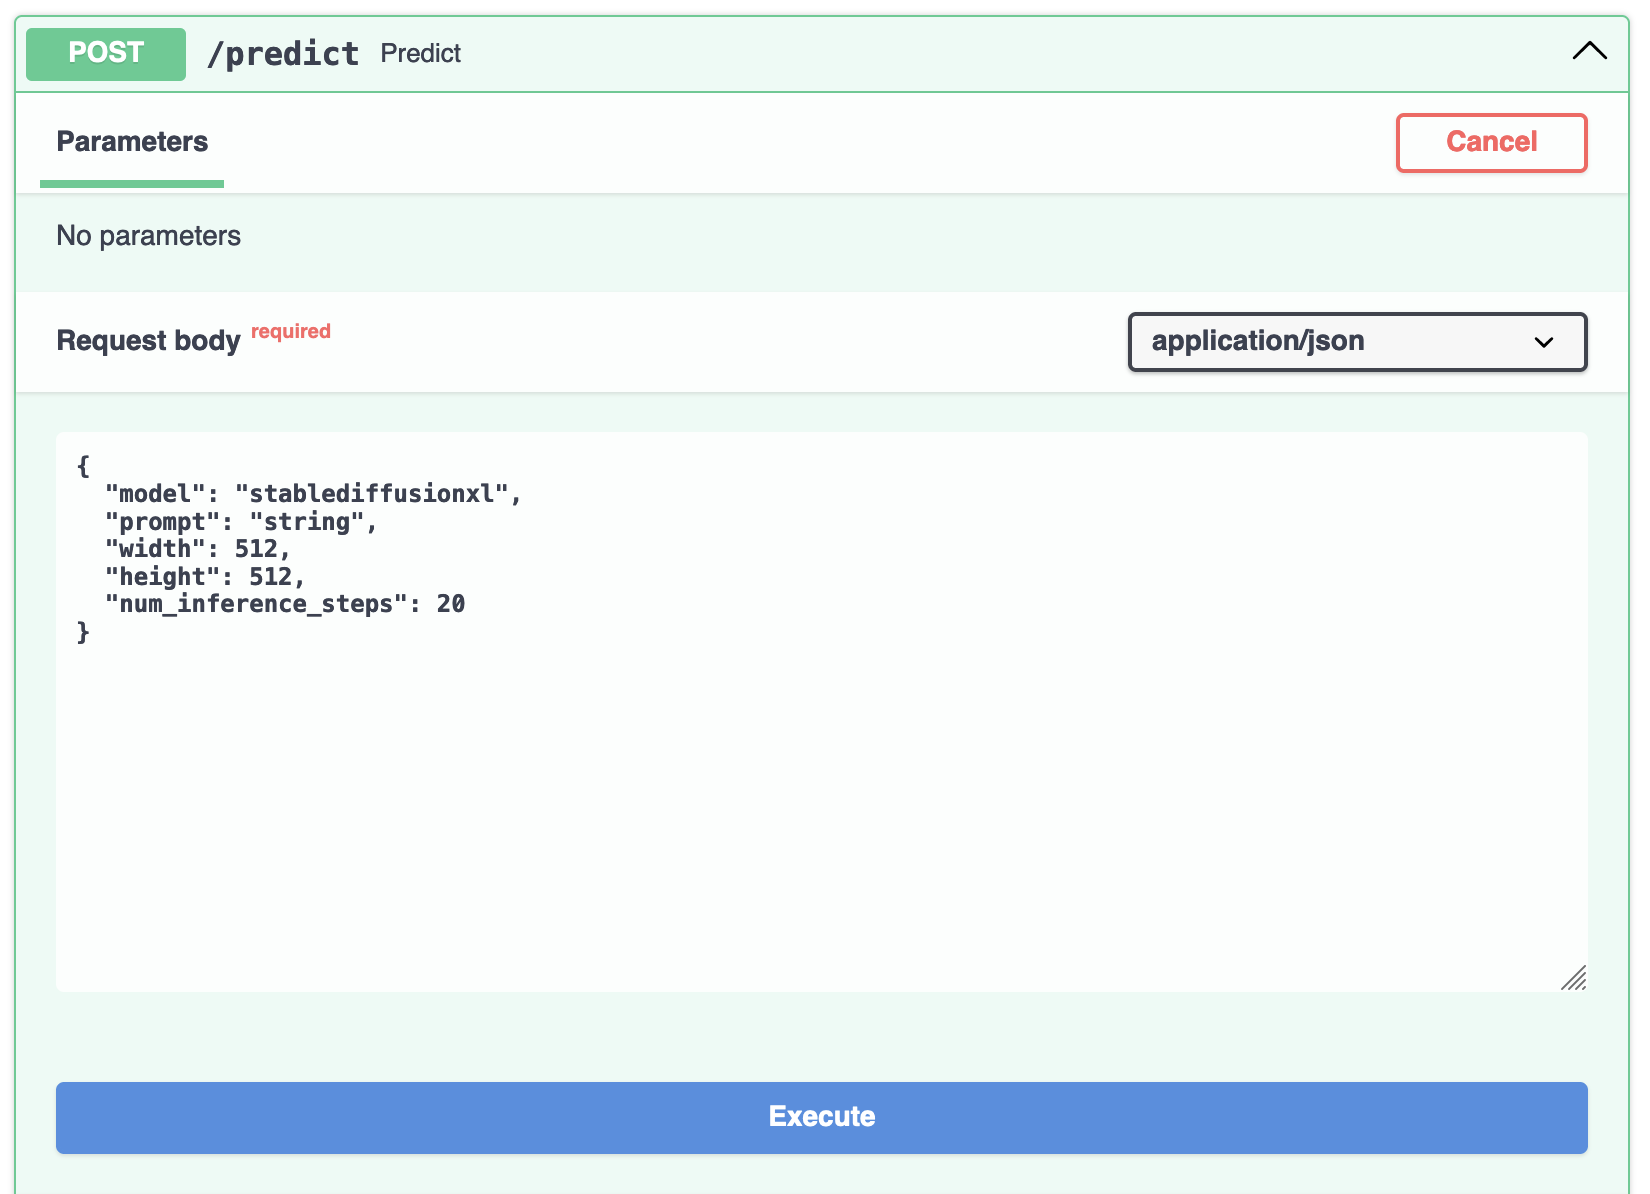 POST /predict Predict
Parameters
Cancel
No parameters
Request body required
application/json
{
  "model": "stablediffusionxl",
  "prompt": "string",
  "width": 512,
  "height": 512,
  "num_inference_steps": 20
}
Execute